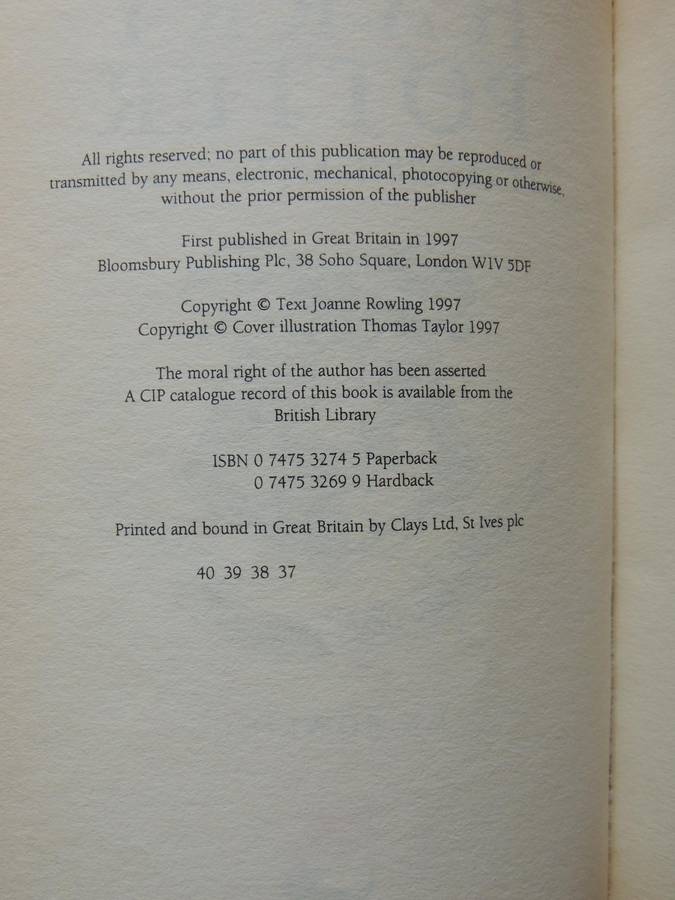 All rights reserved; no part of this publication may be reproduced or
transmitted by any means, electronic, mechanical, photocopying or otherwise,
without the prior permission of the publisher
First published in Great Britain in 1997
Bloomsbury Publishing Plc, 38 Soho Square, London W1V 5DF
Copyright © Text Joanne Rowling 1997
Copyright © Cover illustration Thomas Taylor 1997
The moral right of the author has been asserted
A CIP catalogue record of this book is available from the
British Library
ISBN 0 7475 3274 5 Paperback
0 7475 3269 9 Hardback
Printed and bound in Great Britain by Clays Ltd, St Ives plc
40 39 38 37